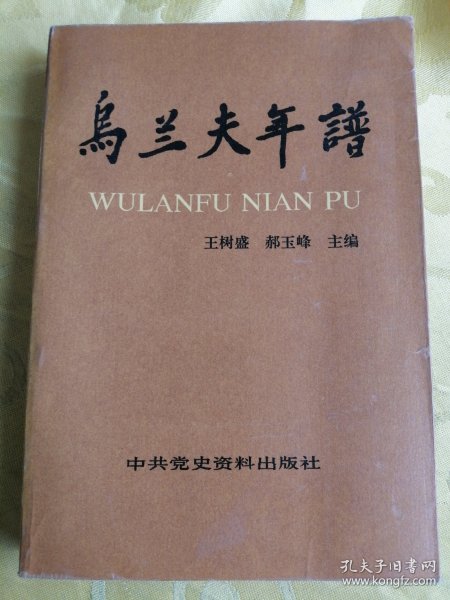 烏兰夫年譜
WULANFU NIAN PU
王树盛 郝玉峰 主编
中共党史资料出版社
孔夫子旧书网
www.kongfz.com